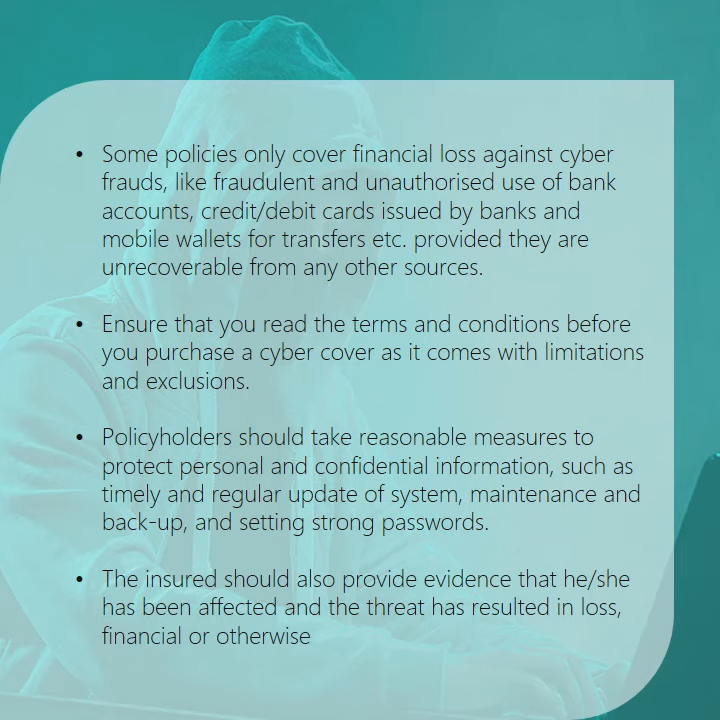 • Some policies only cover financial loss against cyber
frauds, like fraudulent and unauthorised use of bank
accounts, credit/debit cards issued by banks and
mobile wallets for transfers etc. provided they are
unrecoverable from any other sources.
• Ensure that you read the terms and conditions before
you purchase a cyber cover as it comes with limitations
and exclusions.
• Policyholders should take reasonable measures to
protect personal and confidential information, such as
timely and regular update of system, maintenance and
back-up, and setting strong passwords.
• The insured should also provide evidence that he/she
has been affected and the threat has resulted in loss,
financial or otherwise